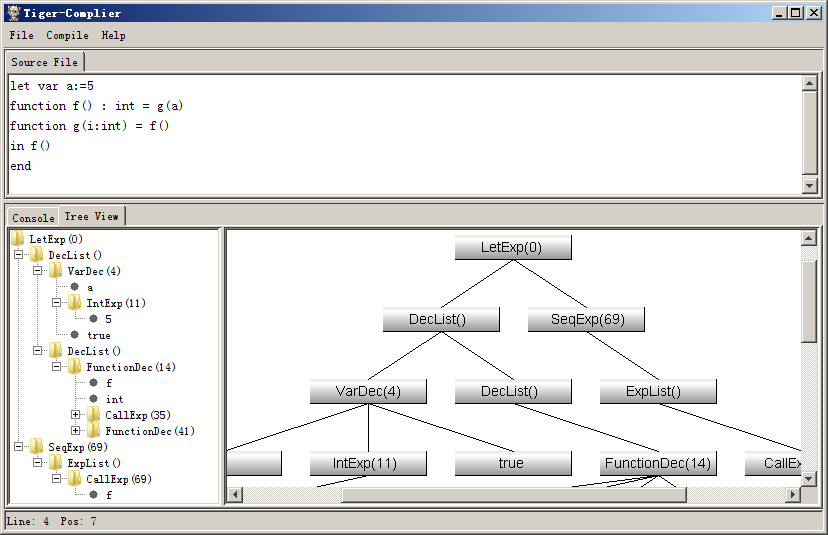 Tiger-Complier
File Compile Help
Source File
let var a:=5
function f() : int = g(a)
function g(i:int) = f()
in f()
end
Console Tree View
LetExp(0)
DecList()
VarDec(4)
a
IntExp(11)
5
true
DecList()
FunctionDec(14)
f
int
CallExp(35)
FunctionDec(41)
SeqExp(69)
ExpList()
CallExp(69)
f
LetExp(0)
DecList() SeqExp(69)
VarDec(4) DecList() ExpList()
IntExp(11) true FunctionDec(14) CallEx
Line: 4 Pos: 7